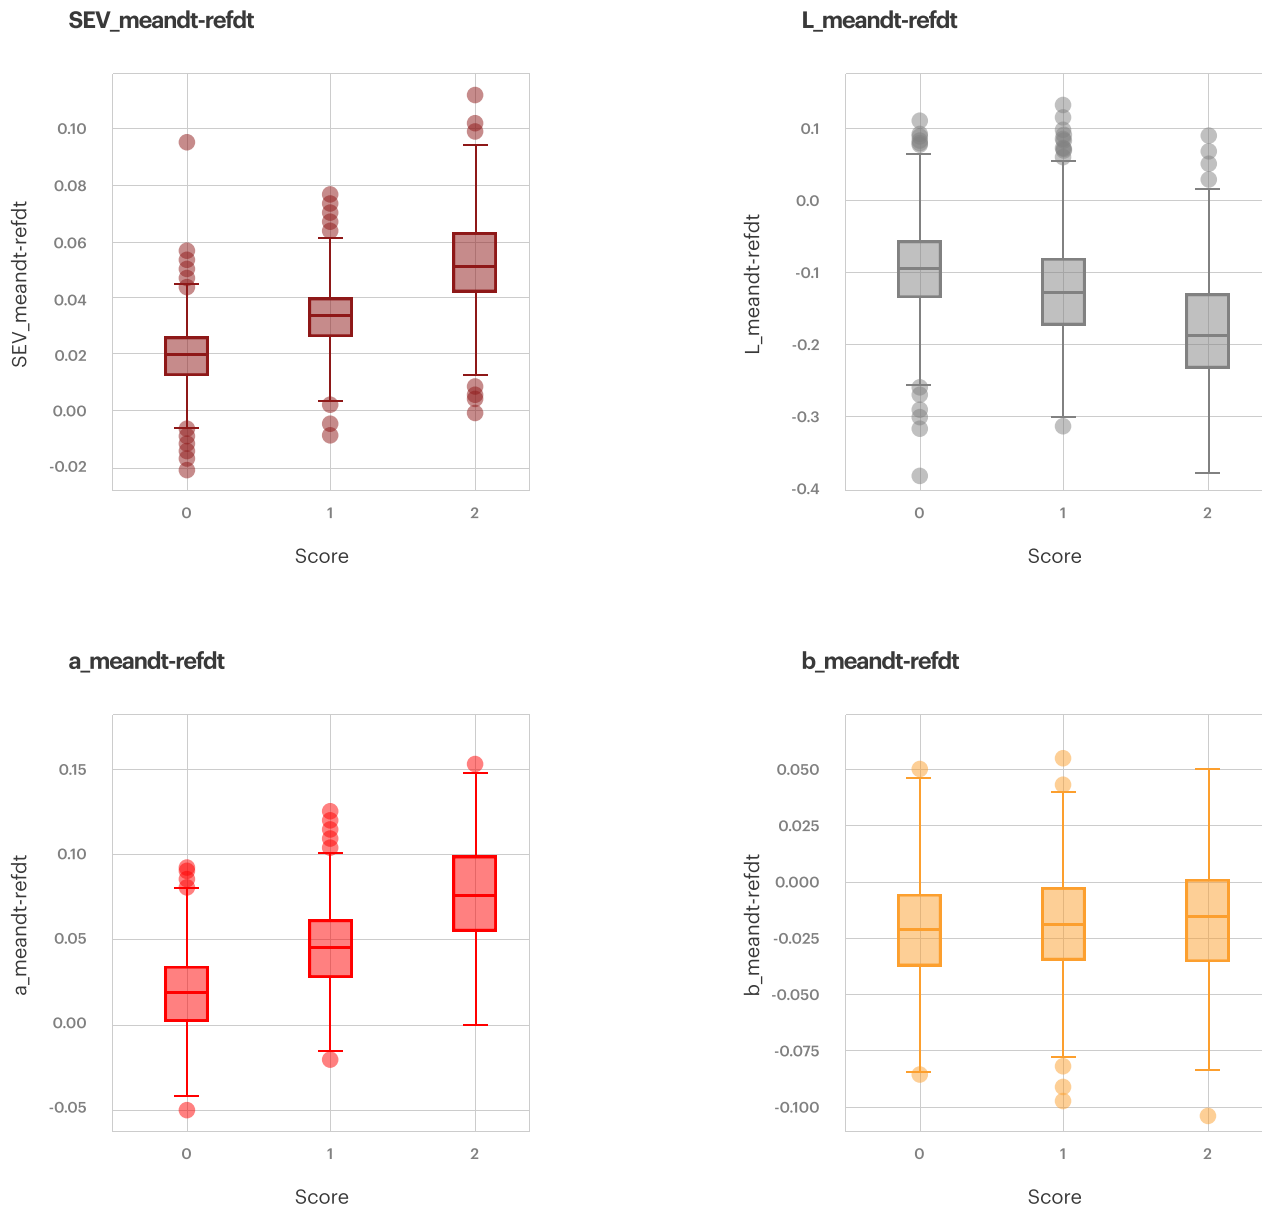 SEV_meandt-refdt
SEV_meandt-refdt
0.10
0.08
0.06
0.04
0.02
0.00
-0.02
0 1 2
Score
L_meandt-refdt
L_meandt-refdt
0.1
0.0
-0.1
-0.2
-0.3
-0.4
0 1 2
Score
a_meandt-refdt
a_meandt-refdt
0.15
0.10
0.05
0.00
-0.05
0 1 2
Score
b_meandt-refdt
b_meandt-refdt
0.050
0.025
0.000
-0.025
-0.050
-0.075
-0.100
0 1 2
Score